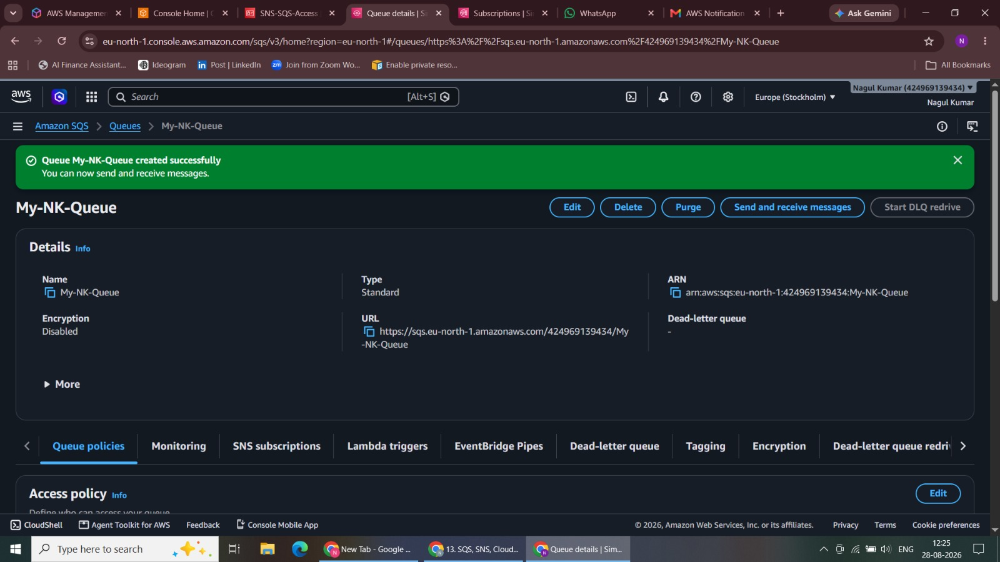 AWS Managemen
Console Home | C
SNS-SQS-Access
Queue details | Si
Subscriptions | Si
WhatsApp
AWS Notification
Ask Gemini
eu-north-1.console.aws.amazon.com/sqs/v3/home?region=eu-north-1#/queues/https%3A%2F%2Fsqs.eu-north-1.amazonaws.com%2F424969139434%2FMy-NK-Queue
N
AI Finance Assistant...
Ideogram
Post | LinkedIn
zm Join from Zoom Wo...
Enable private reso...
All Bookmarks
aws
Search
[Alt+S]
Europe (Stockholm)
Nagul Kumar (424969139434)
Nagul Kumar
Amazon SQS > Queues > My-NK-Queue
Queue My-NK-Queue created successfully
You can now send and receive messages.
My-NK-Queue
Edit
Delete
Purge
Send and receive messages
Start DLQ redrive
Details Info
Name
My-NK-Queue
Type
Standard
ARN
arn:aws:sqs:eu-north-1:424969139434:My-NK-Queue
Encryption
Disabled
URL
https://sqs.eu-north-1.amazonaws.com/424969139434/My
-NK-Queue
Dead-letter queue
-
More
Queue policies
Monitoring
SNS subscriptions
Lambda triggers
EventBridge Pipes
Dead-letter queue
Tagging
Encryption
Dead-letter queue redri
Access policy Info
Edit
Define who can access your queue.
CloudShell
Agent Toolkit for AWS
Feedback
Console Mobile App
© 2026, Amazon Web Services, Inc. or its affiliates.
Privacy
Terms
Cookie preferences
Type here to search
New Tab - Google ...
13. SQS, SNS, Cloud...
Queue details | Sim...
ENG
12:25
28-08-2026